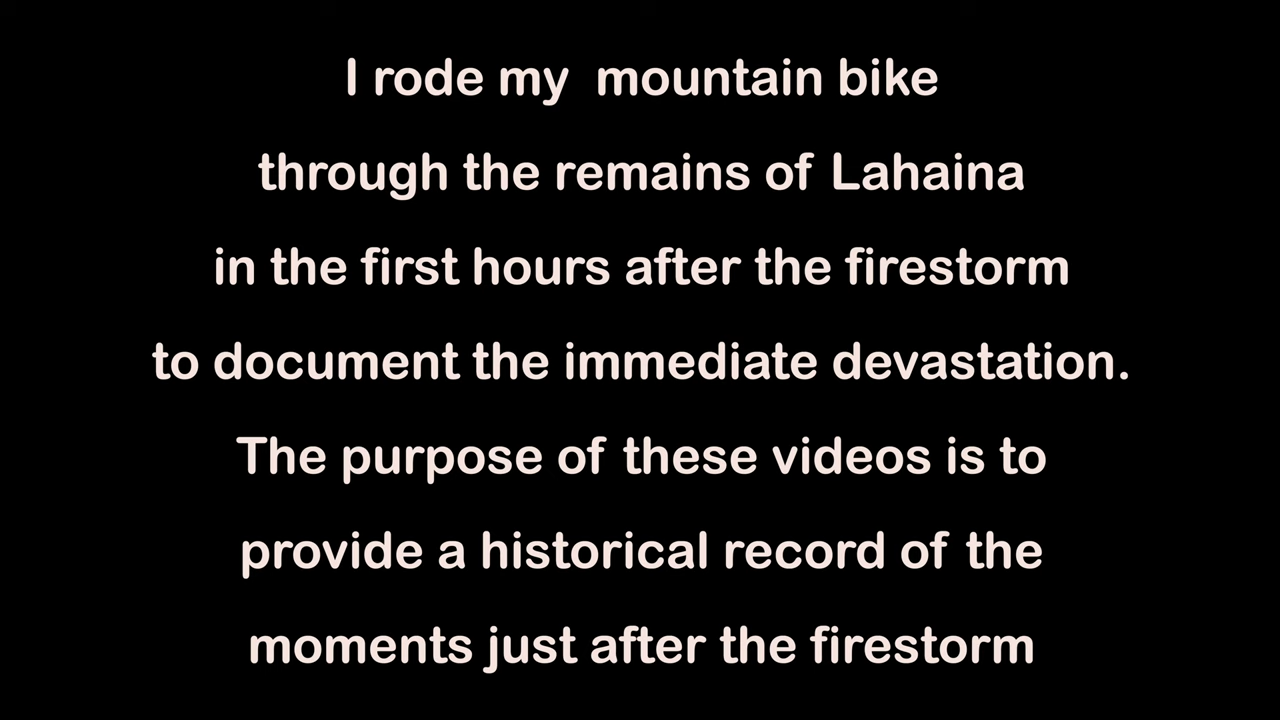 I rode my  mountain bike
through the remains of Lahaina
in the first hours after the firestorm
to document the immediate devastation.
The purpose of these videos is to
provide a historical record of the
moments just after the firestorm